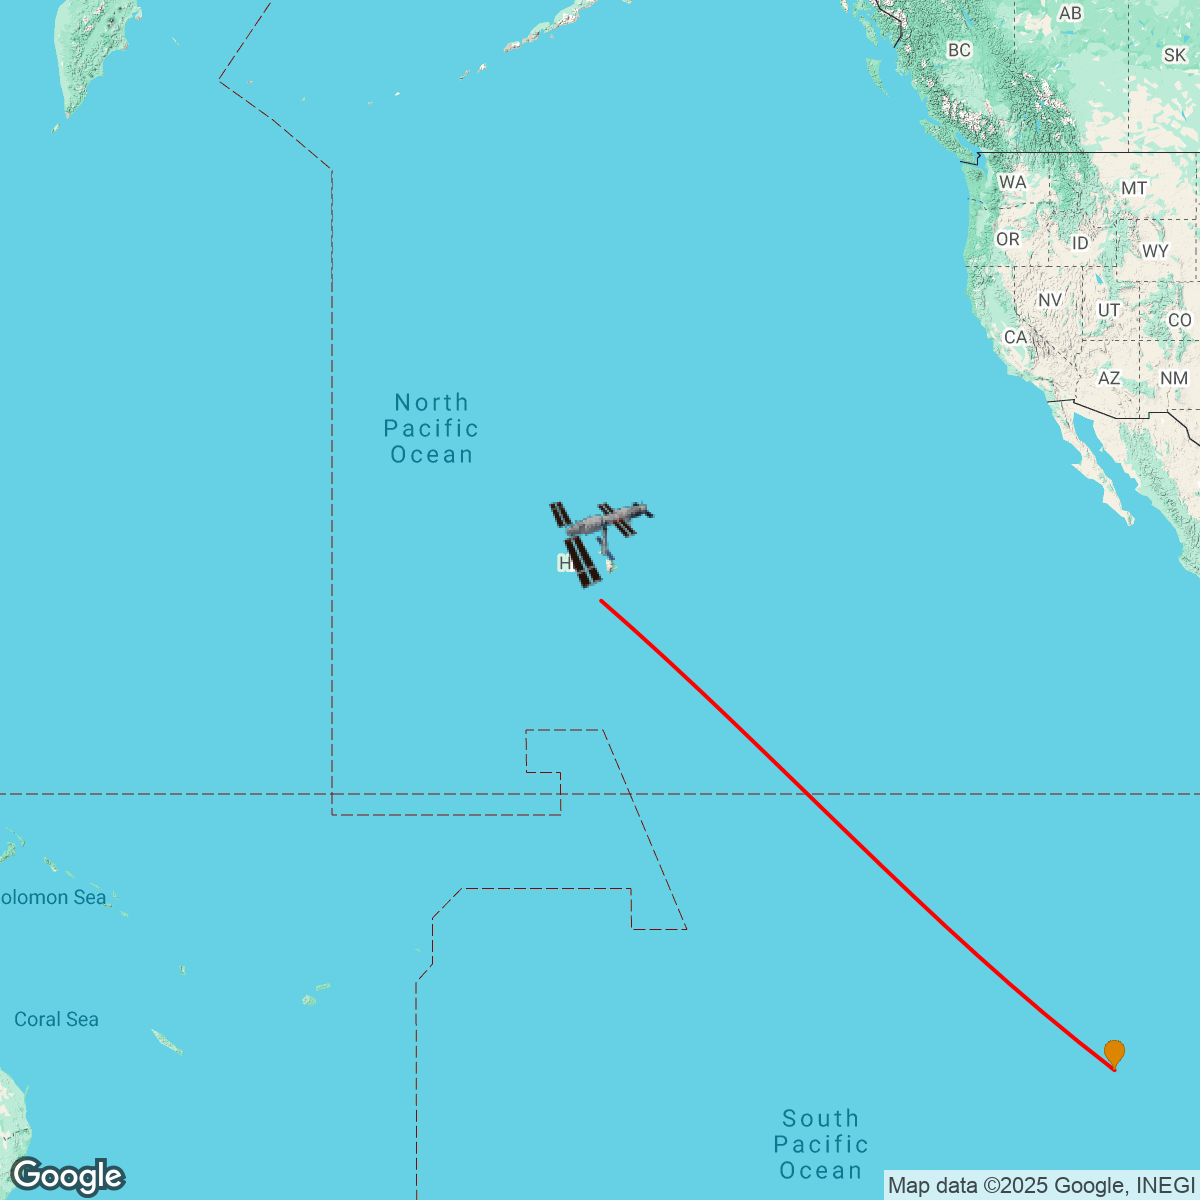 AB
BC
SK
WA
MT
OR
ID
WY
NV
UT
CO
CA
AZ
NM
North
Pacific
Ocean
olomon Sea
Coral Sea
South
Pacific
Ocean
Google
Map data ©2025 Google, INEGI